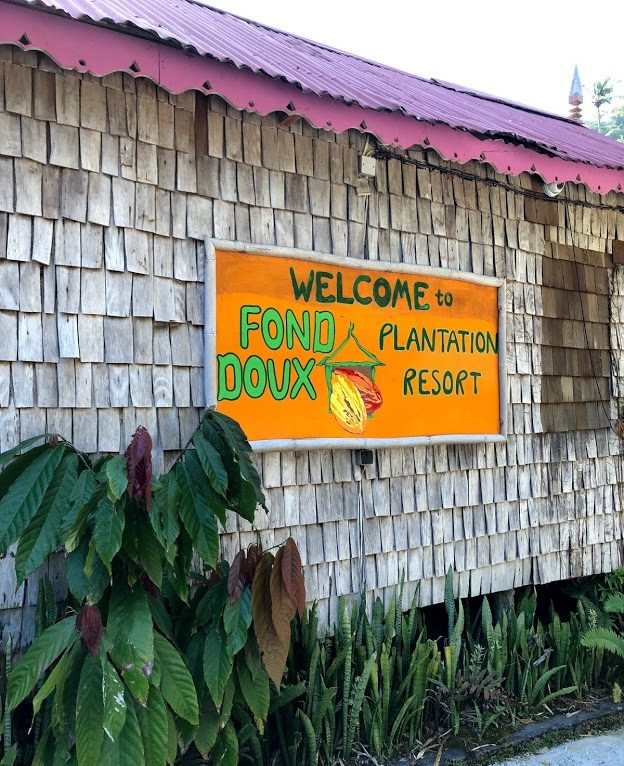 WELCOME to
FOND DOUX
PLANTATION RESORT